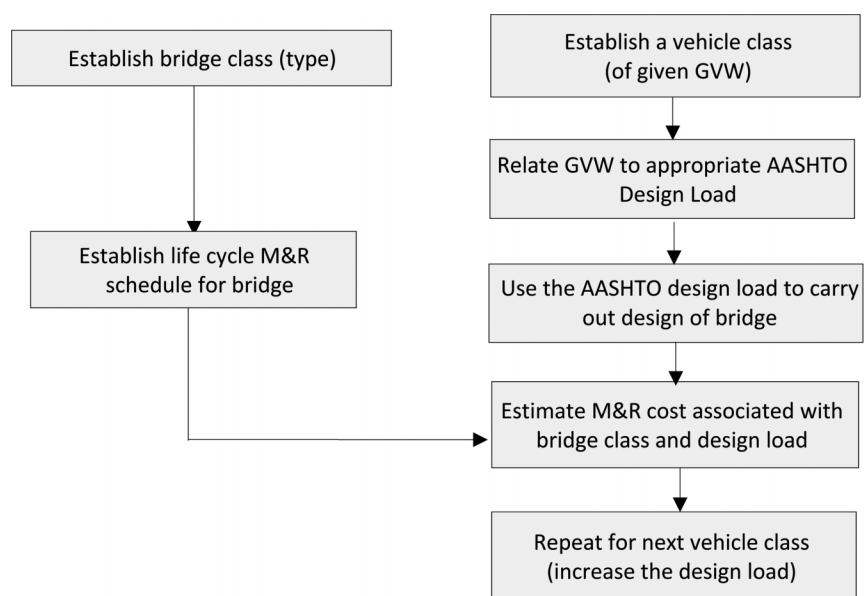 Establish bridge class (type)
Establish life cycle M&R
schedule for bridge
Establish a vehicle class
(of given GVW)
Relate GVW to appropriate AASHTO
Design Load
Use the AASHTO design load to carry
out design of bridge
Estimate M&R cost associated with
bridge class and design load
Repeat for next vehicle class
(increase the design load)